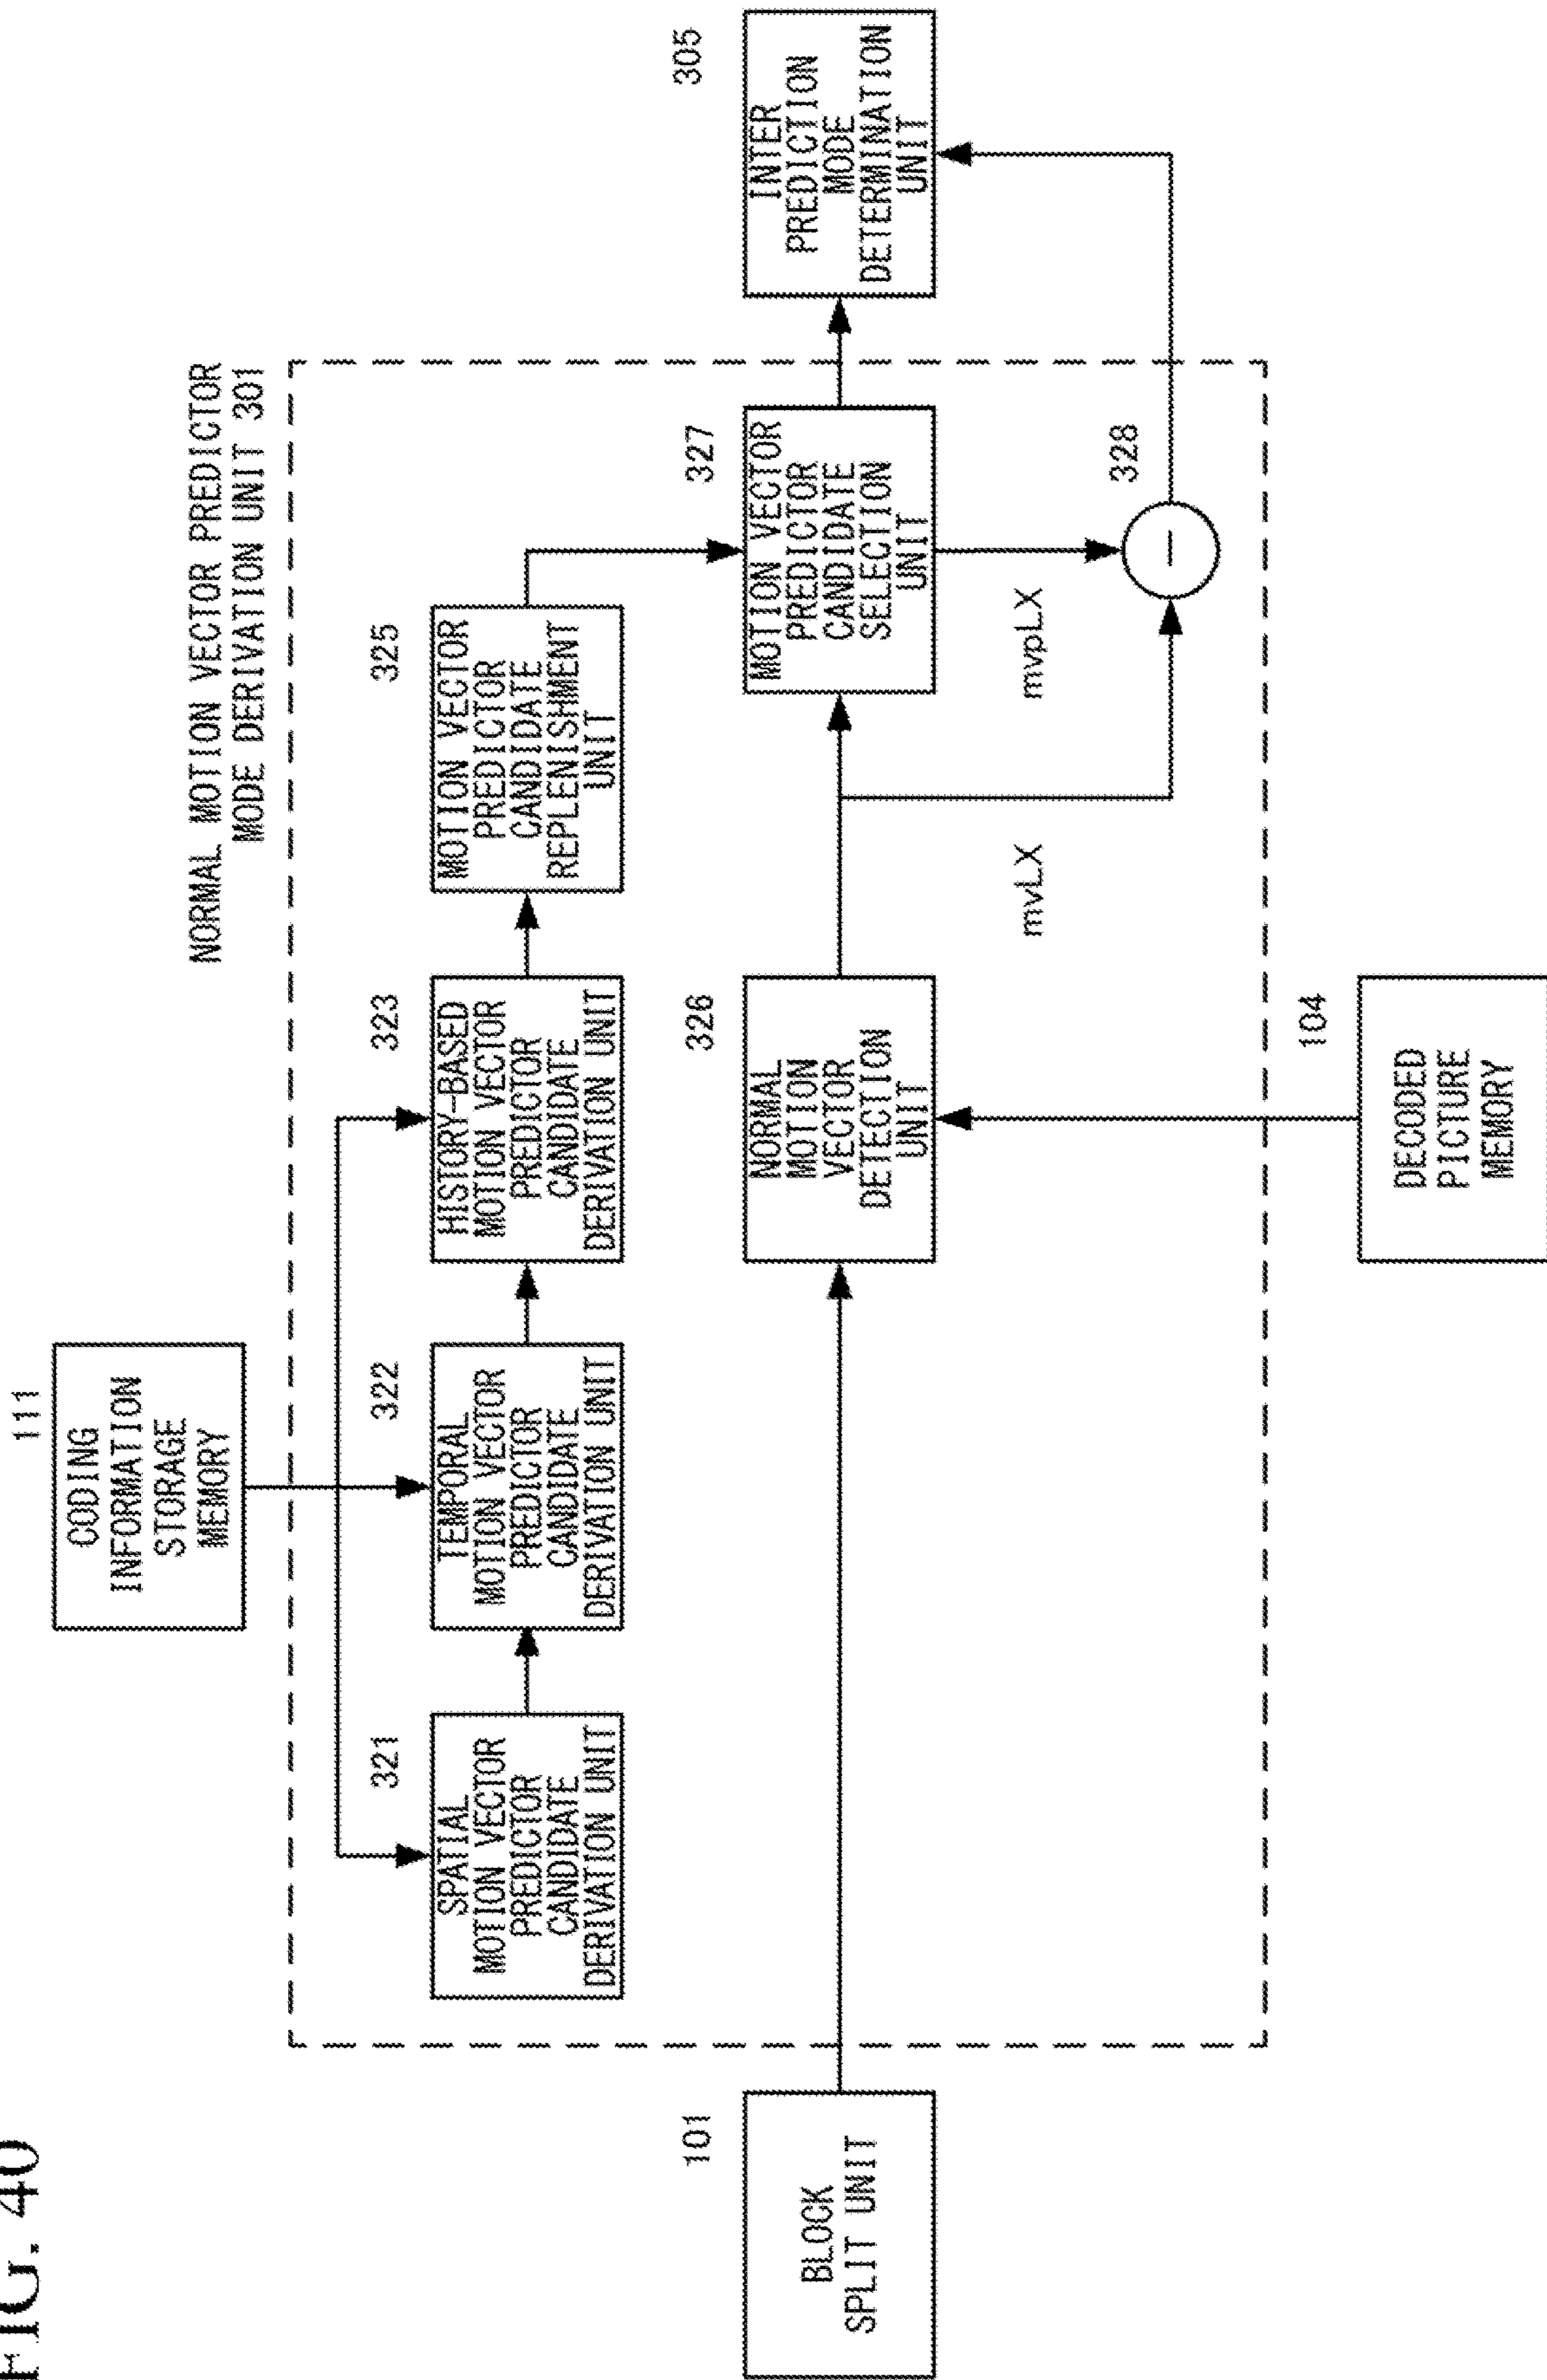 FIG. 40
NORMAL MOTION VECTOR PREDICTOR
MODE DERIVATION UNIT 301
111
CODING
INFORMATION
STORAGE
MEMORY
321
SPATIAL
MOTION VECTOR
PREDICTOR
CANDIDATE
DERIVATION UNIT
322
TEMPORAL
MOTION VECTOR
PREDICTOR
CANDIDATE
DERIVATION UNIT
323
HISTORY-BASED
MOTION VECTOR
PREDICTOR
CANDIDATE
DERIVATION UNIT
325
MOTION VECTOR
PREDICTOR
CANDIDATE
REPLENISHMENT
UNIT
101
BLOCK
SPLIT UNIT
326
NORMAL
MOTION
VECTOR
DETECTION
UNIT
327
MOTION VECTOR
PREDICTOR
CANDIDATE
SELECTION
UNIT
305
INTER
PREDICTION
MODE
DETERMINATION
UNIT
mvLX
mvpLX
328
−
104
DECODED
PICTURE
MEMORY